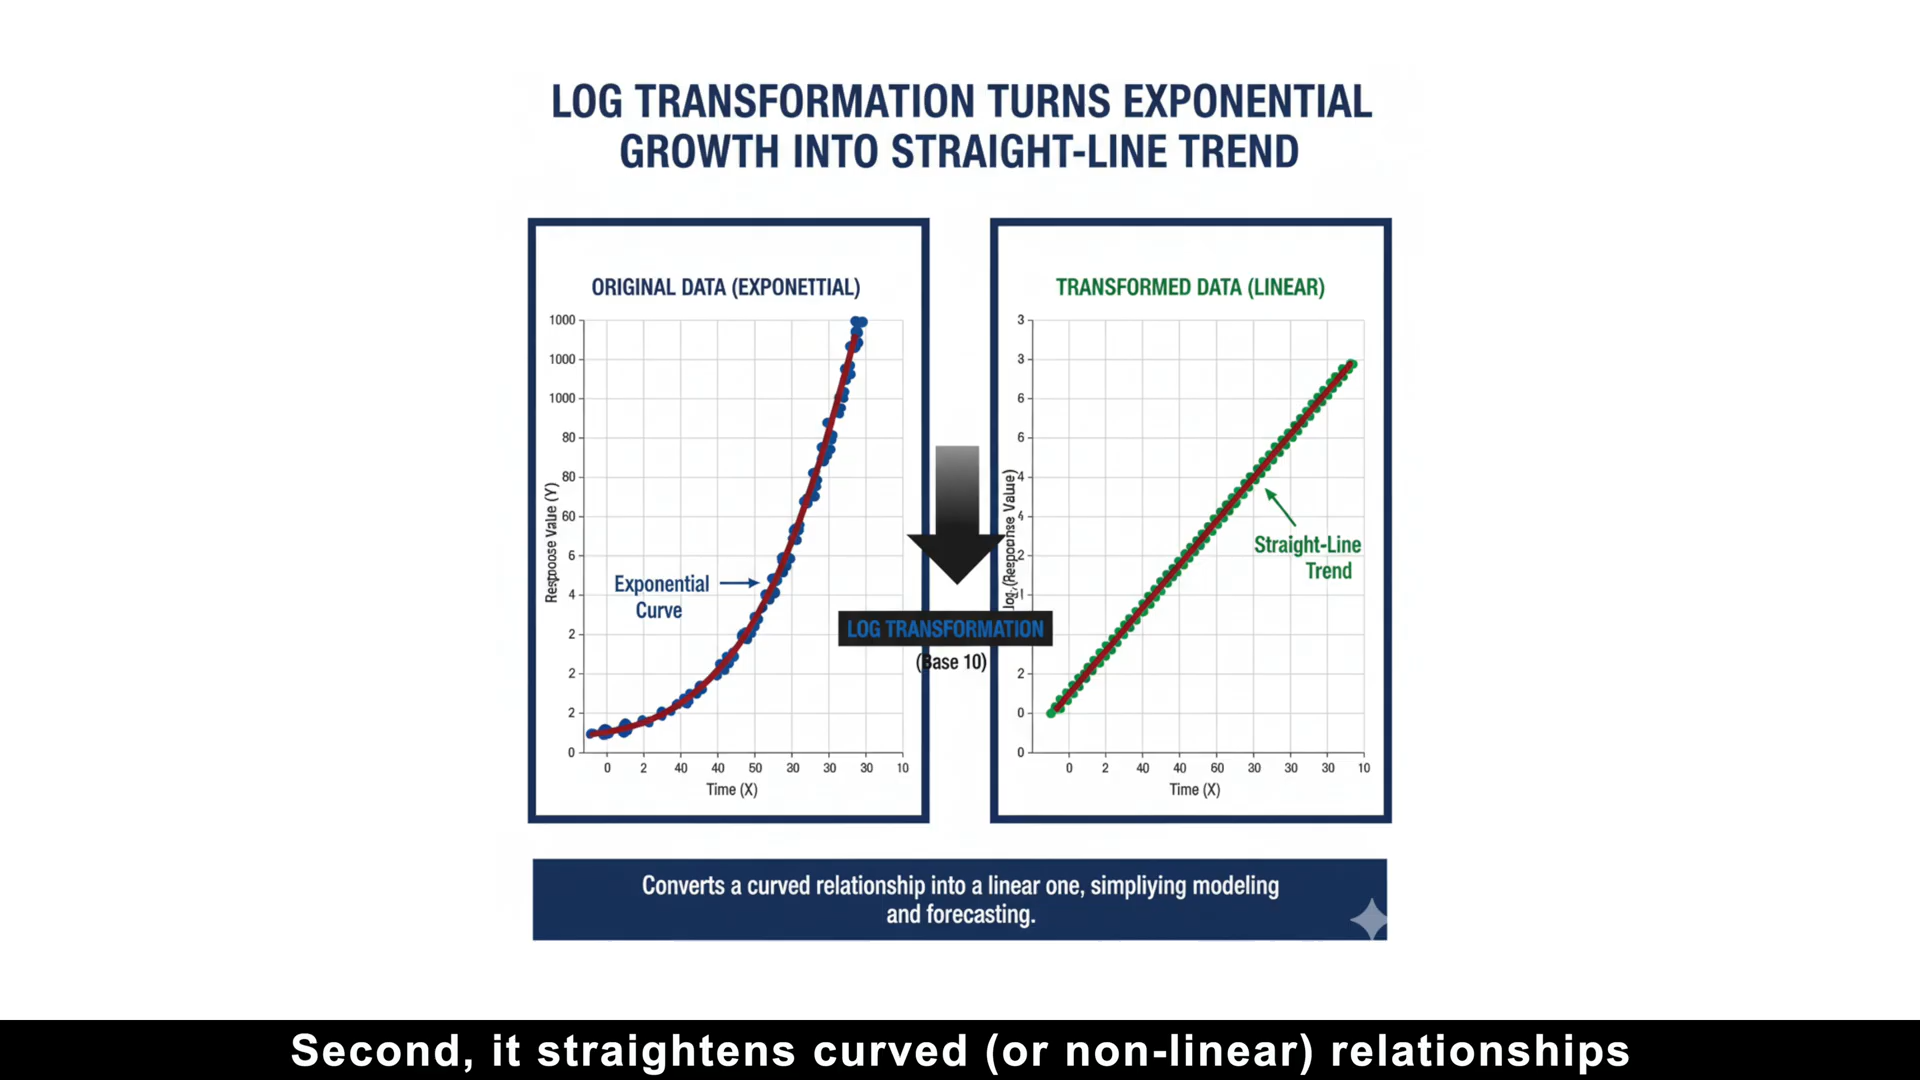 LOG TRANSFORMATION TURNS EXPONENTIAL
GROWTH INTO STRAIGHT-LINE TREND
ORIGINAL DATA (EXPONETTIAL)
1000
1000
1000
80
80
60
6
4
2
2
2
0
Exponential
Curve
0 2 40 40 50 30 30 30 10
Time (X)
LOG TRANSFORMATION
(Base 10)
TRANSFORMED DATA (LINEAR)
3
3
6
6
4
4
2
1
2
0
0
Straight-Line
Trend
0 2 40 40 60 30 30 30 10
Time (X)
Converts a curved relationship into a linear one, simpliying modeling
and forecasting.
Second, it straightens curved (or non-linear) relationships